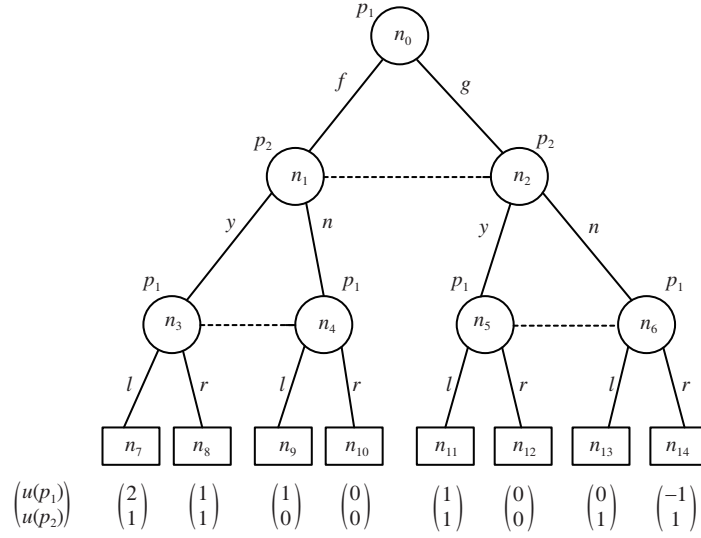 p₁
n₀
f g
p₂ p₂
n₁ n₂
y n y n
p₁ p₁ p₁ p₁
n₃ n₄ n₅ n₆
l r l r l r l r
n₇ n₈ n₉ n₁₀ n₁₁ n₁₂ n₁₃ n₁₄
(u(p₁)) (2) (1) (1) (0) (1) (0) (0) (−1)
(u(p₂)) (1) (1) (0) (0) (0) (0) (1) (1)